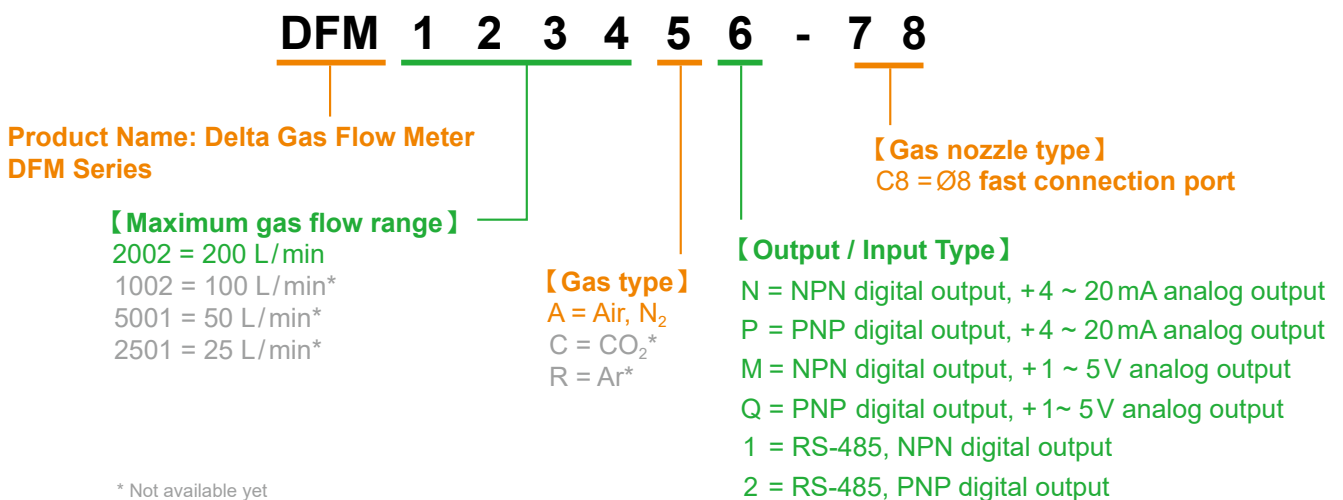 DFM 1 2 3 4 5 6 - 7 8
Product Name: Delta Gas Flow Meter
DFM Series
【Maximum gas flow range】
2002 = 200 L/min
1002 = 100 L/min*
5001 = 50 L/min*
2501 = 25 L/min*
【Gas type】
A = Air, N₂
C = CO₂*
R = Ar*
【Gas nozzle type】
C8 = Ø8 fast connection port
【Output / Input Type】
N = NPN digital output, +4 ~ 20 mA analog output
P = PNP digital output, +4 ~ 20 mA analog output
M = NPN digital output, +1 ~ 5 V analog output
Q = PNP digital output, +1~ 5 V analog output
1 = RS-485, NPN digital output
2 = RS-485, PNP digital output
* Not available yet